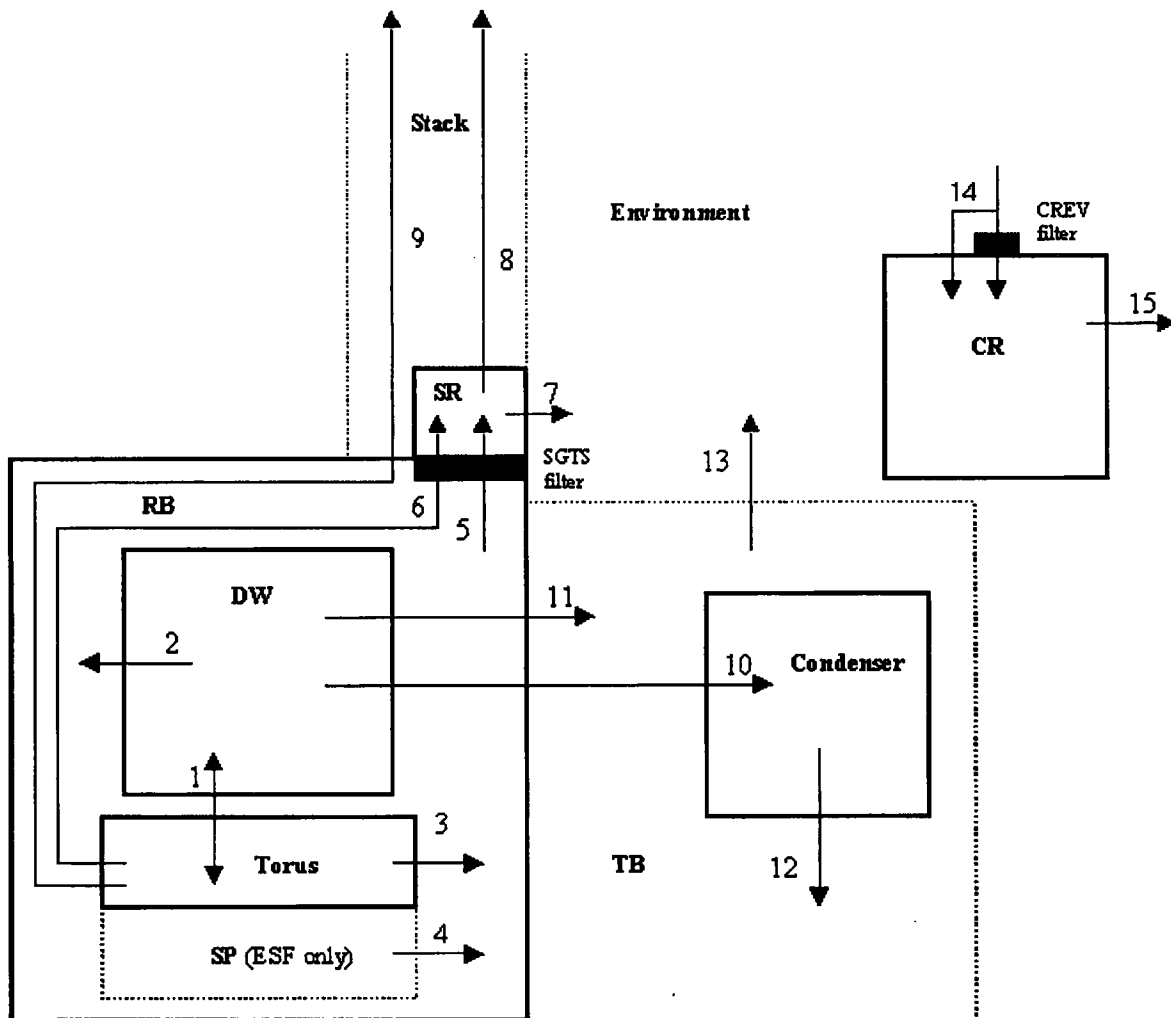 Stack
Environment
14
CREV
filter
9
8
15
CR
SR
7
SGTS
filter
13
RB
6
5
DW
11
2
10
Condenser
1
3
Torus
TB
12
SP (ESF only)
4